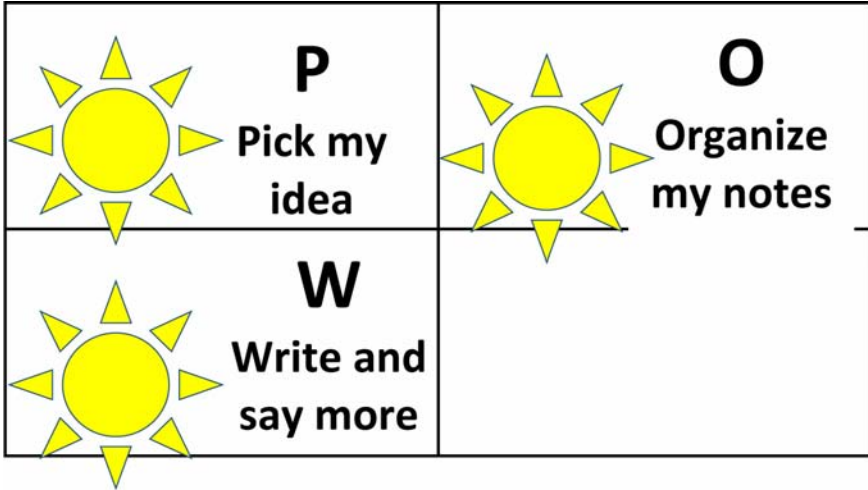 P
Pick my
idea
O
Organize
my notes
W
Write and
say more